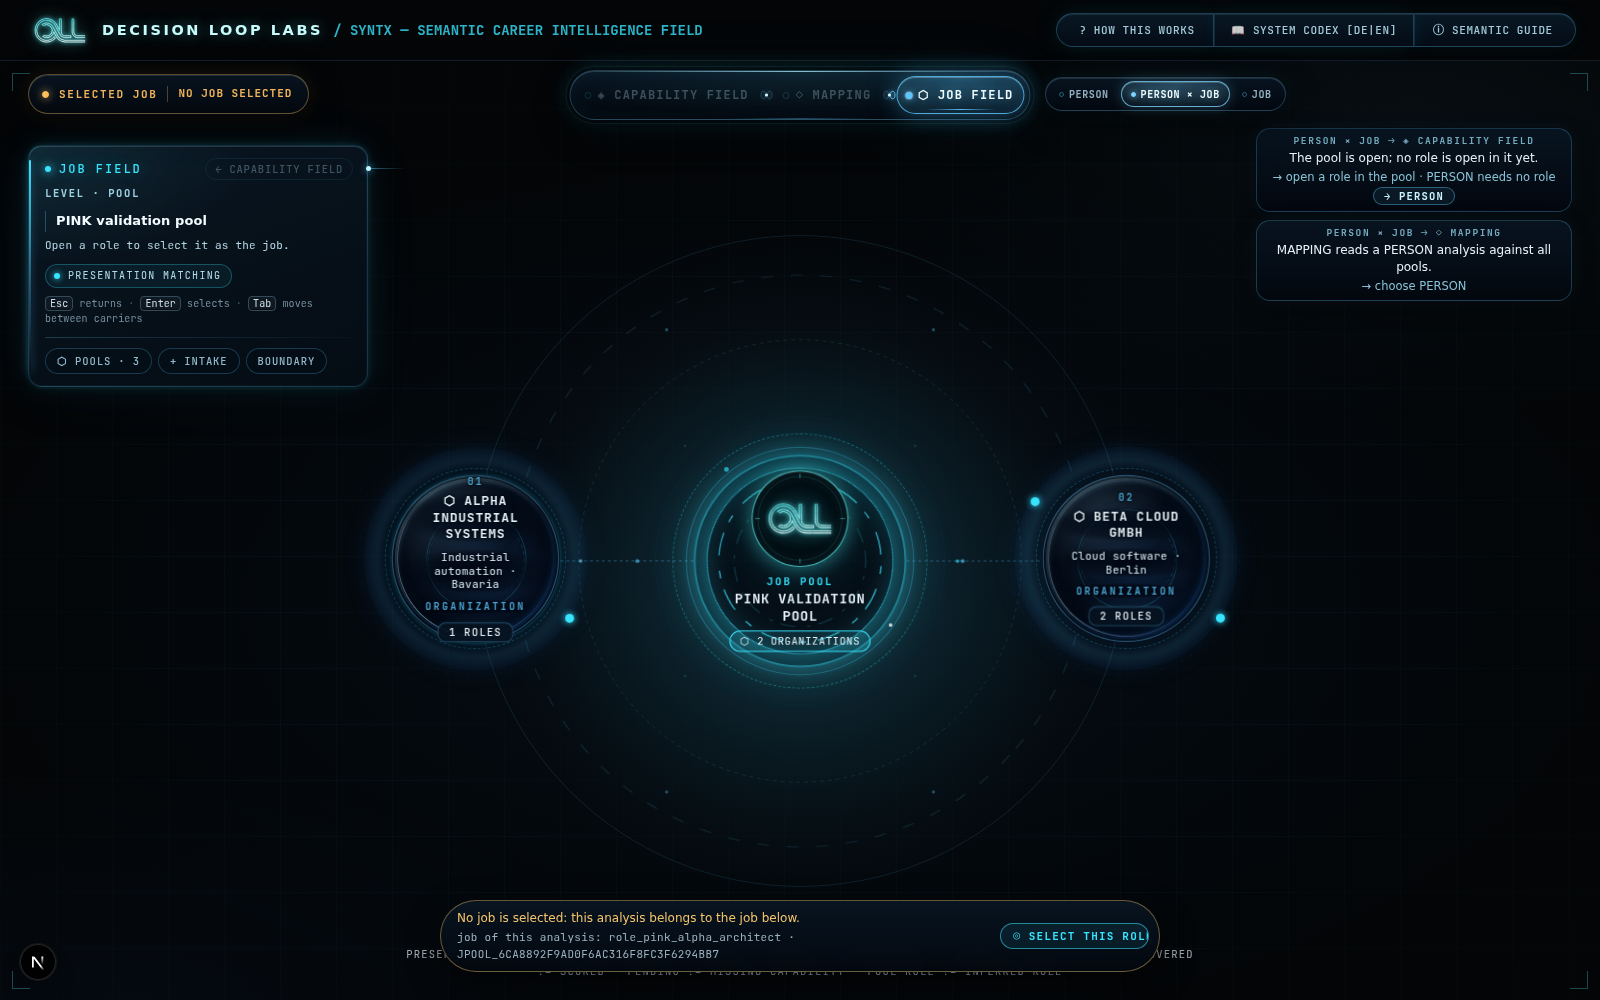 DECISION LOOP LABS / SYNTX — SEMANTIC CAREER INTELLIGENCE FIELD
? HOW THIS WORKS
📖 SYSTEM CODEX [DE|EN]
ⓘ SEMANTIC GUIDE
SELECTED JOB | NO JOB SELECTED
◈ CAPABILITY FIELD
◇ MAPPING
⬡ JOB FIELD
PERSON
PERSON × JOB
JOB
JOB FIELD
← CAPABILITY FIELD
LEVEL · POOL
PINK validation pool
Open a role to select it as the job.
PRESENTATION MATCHING
Esc returns · Enter selects · Tab moves
between carriers
⬡ POOLS · 3
+ INTAKE
BOUNDARY
PERSON × JOB → ◈ CAPABILITY FIELD
The pool is open; no role is open in it yet.
→ open a role in the pool · PERSON needs no role
→ PERSON
PERSON × JOB → ◇ MAPPING
MAPPING reads a PERSON analysis against all
pools.
→ choose PERSON
01
⬡ ALPHA
INDUSTRIAL
SYSTEMS
Industrial
automation ·
Bavaria
ORGANIZATION
1 ROLES
JOB POOL
PINK VALIDATION
POOL
⬡ 2 ORGANIZATIONS
02
⬡ BETA CLOUD
GMBH
Cloud software ·
Berlin
ORGANIZATION
2 ROLES
No job is selected: this analysis belongs to the job below.
job of this analysis: role_pink_alpha_architect ·
JPOOL_6CA8892F9AD0F6AC316F8FC3F6294BB7
◎ SELECT THIS ROL